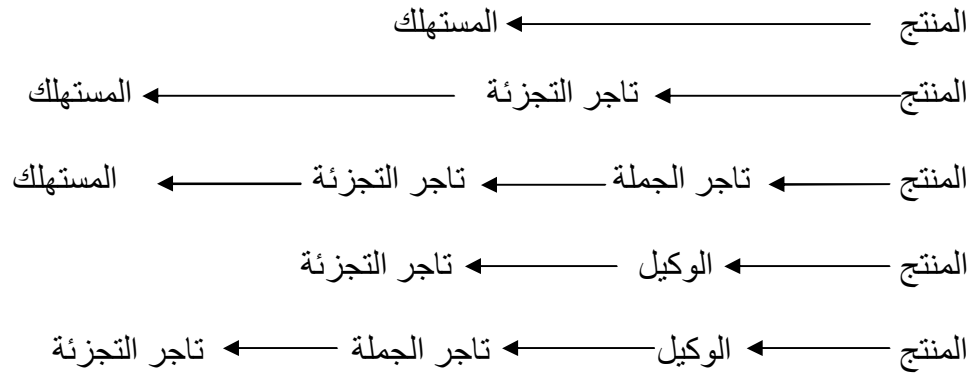 المنتج المستهلك
المنتج تاجر التجزئة المستهلك
المنتج تاجر الجملة تاجر التجزئة المستهلك
المنتج الوكيل تاجر التجزئة
المنتج الوكيل تاجر الجملة تاجر التجزئة